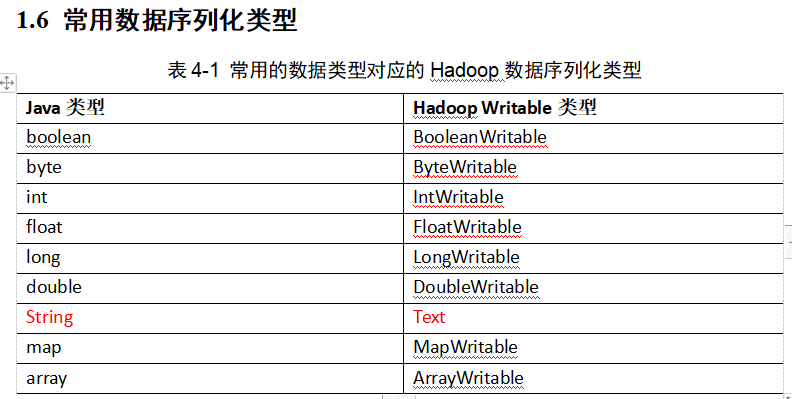 1.6 常用数据序列化类型
表 4-1 常用的数据类型对应的 Hadoop 数据序列化类型
Java 类型 Hadoop Writable 类型
boolean BooleanWritable
byte ByteWritable
int IntWritable
float FloatWritable
long LongWritable
double DoubleWritable
String Text
map MapWritable
array ArrayWritable